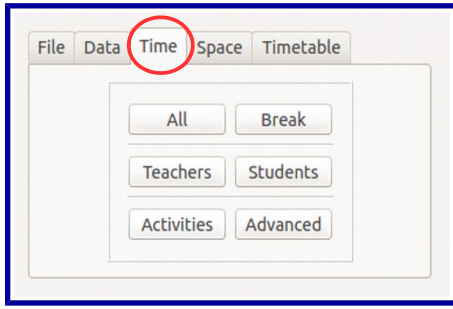 File Data Time Space Timetable
All Break
Teachers Students
Activities Advanced